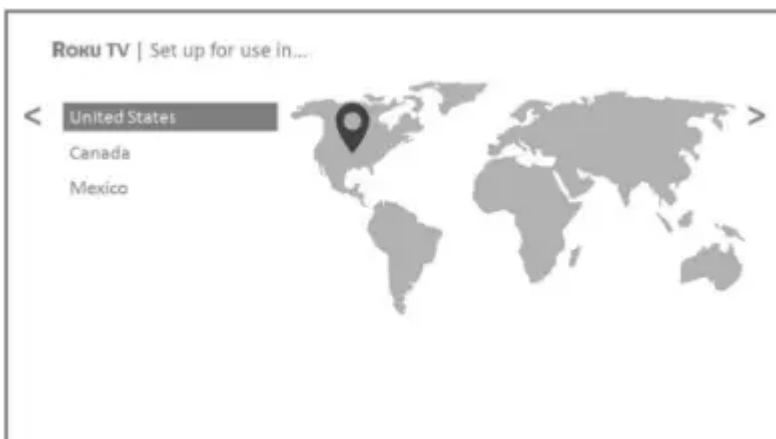 ROKU TV | Set up for use in...
< United States >
Canada
Mexico